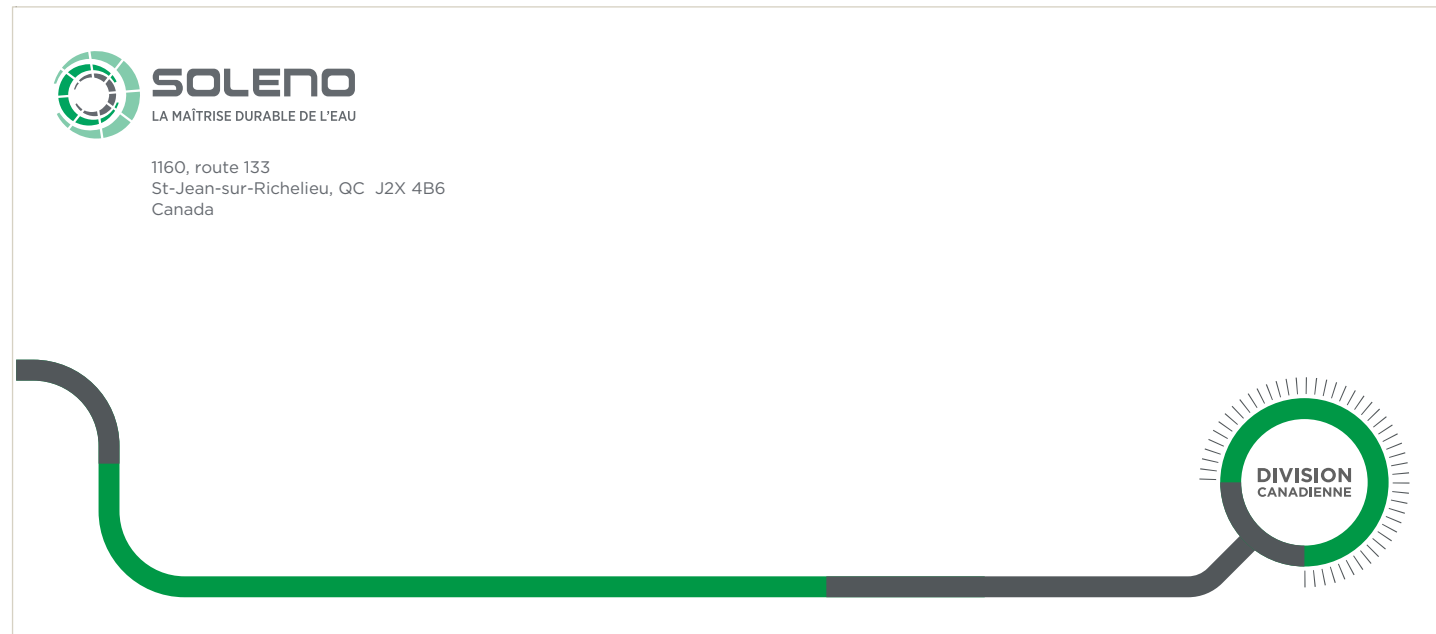 SOLENO
LA MAÎTRISE DURABLE DE L'EAU
1160, route 133
St-Jean-sur-Richelieu, QC  J2X 4B6
Canada
DIVISION
CANADIENNE